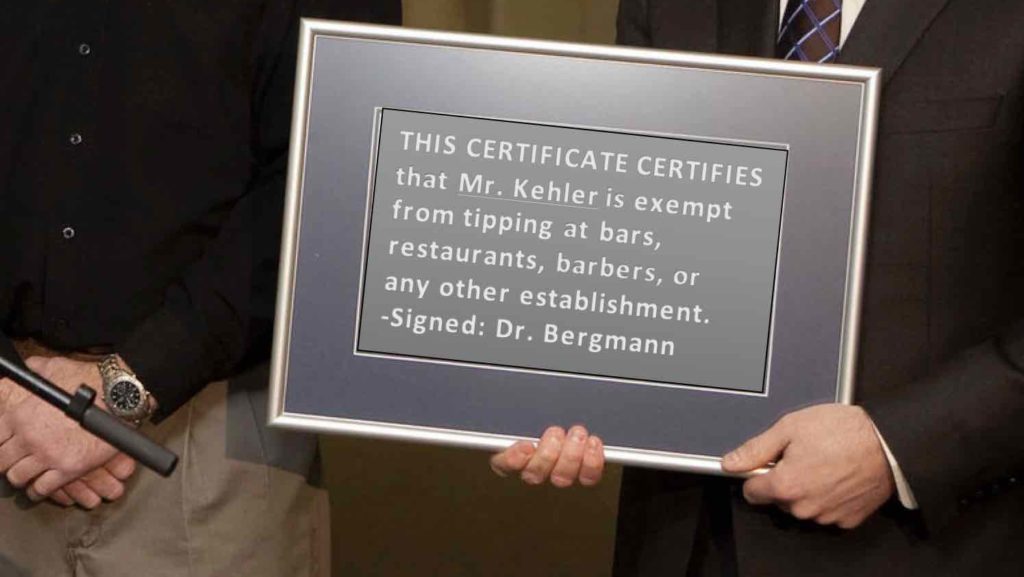 THIS CERTIFICATE CERTIFIES
that Mr. Kehler is exempt
from tipping at bars,
restaurants, barbers, or
any other establishment.
-Signed: Dr. Bergmann